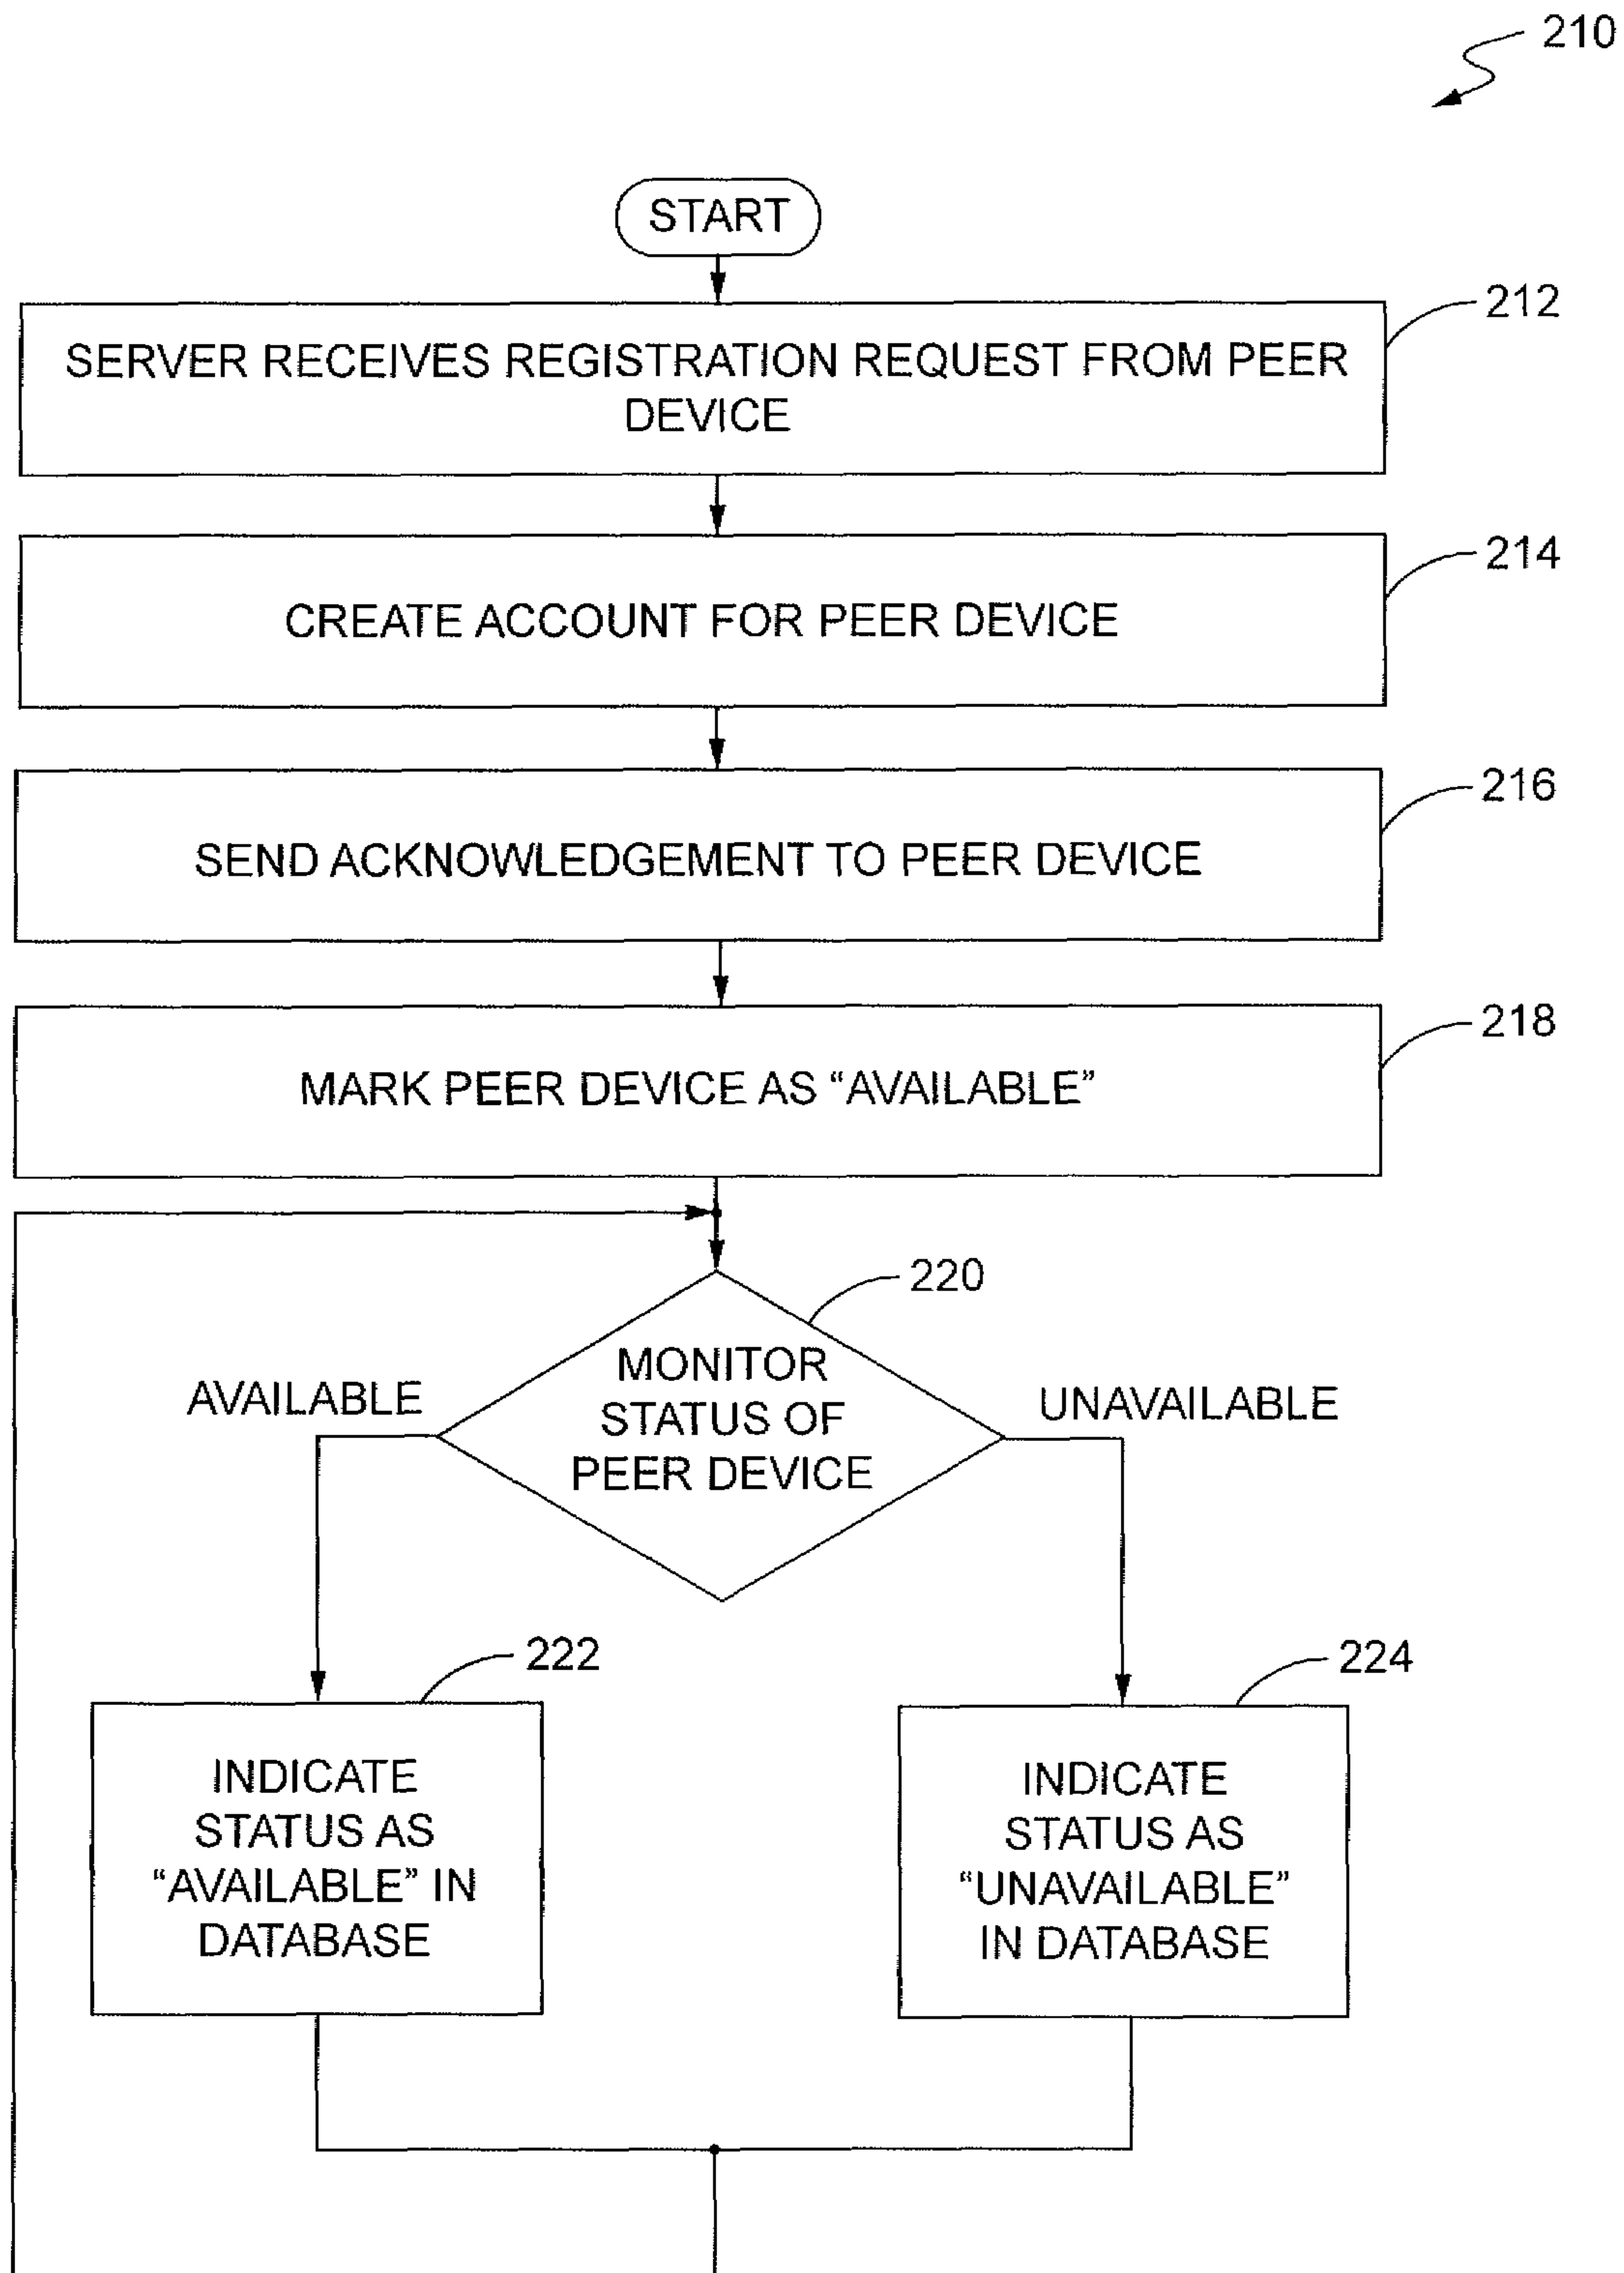 210
START
212
SERVER RECEIVES REGISTRATION REQUEST FROM PEER
DEVICE
214
CREATE ACCOUNT FOR PEER DEVICE
216
SEND ACKNOWLEDGEMENT TO PEER DEVICE
218
MARK PEER DEVICE AS “AVAILABLE”
220
MONITOR
STATUS OF
PEER DEVICE
AVAILABLE
UNAVAILABLE
222
INDICATE
STATUS AS
“AVAILABLE” IN
DATABASE
224
INDICATE
STATUS AS
“UNAVAILABLE”
IN DATABASE